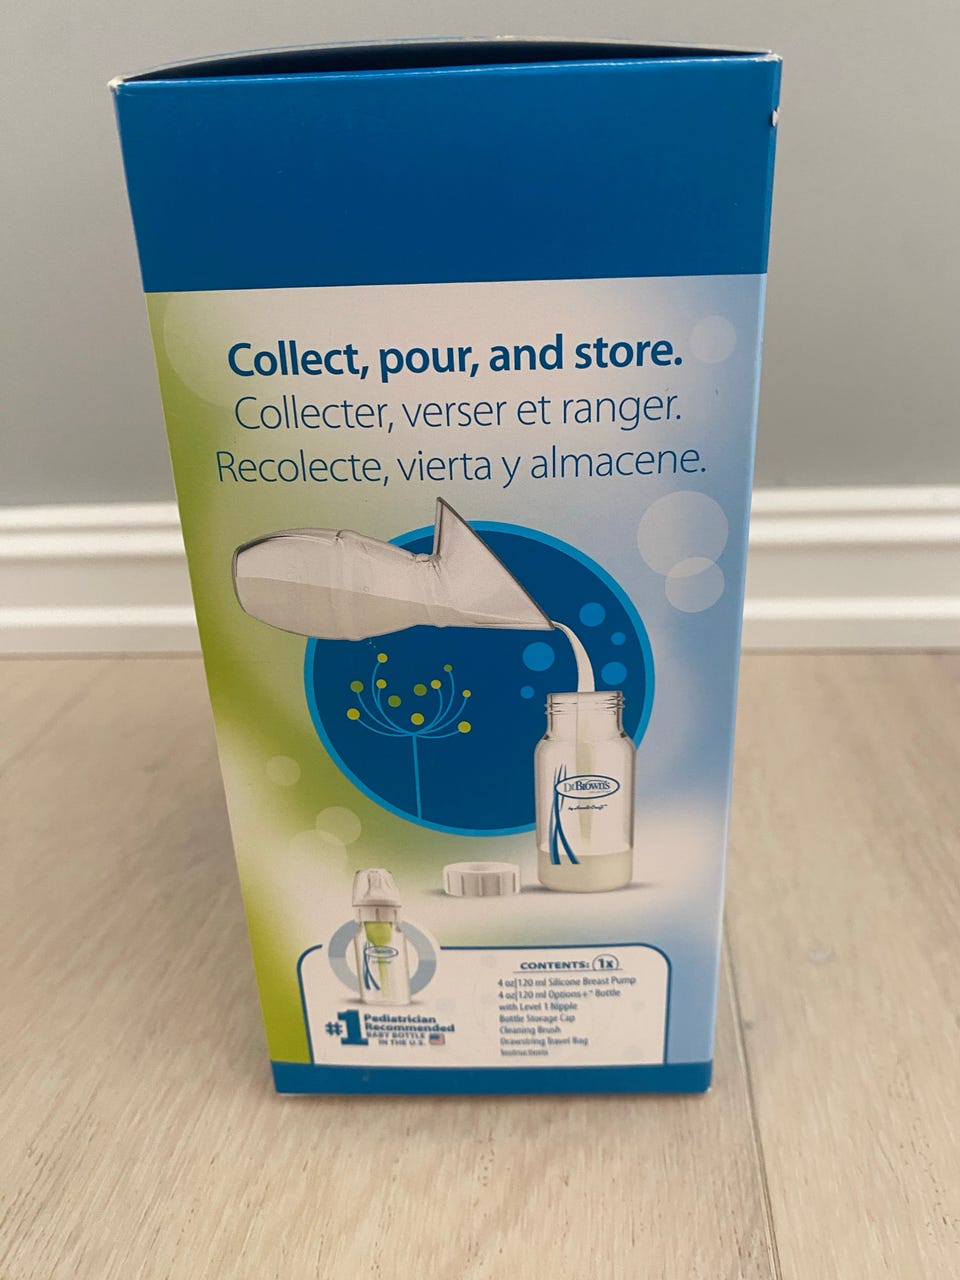 Collect, pour, and store.
Collecter, verser et ranger.
Recolecte, vierta y almacene.
Dr Brown's
CONTENTS: 1x
4 oz|120 ml Silicone Breast Pump
4 oz|120 ml Options+™ Bottle
with Level 1 Nipple
Bottle Storage Cap
Cleaning Brush
Drawstring Travel Bag
Instructions
#1 Pediatrician
Recommended
BABY BOTTLE
IN THE U.S.